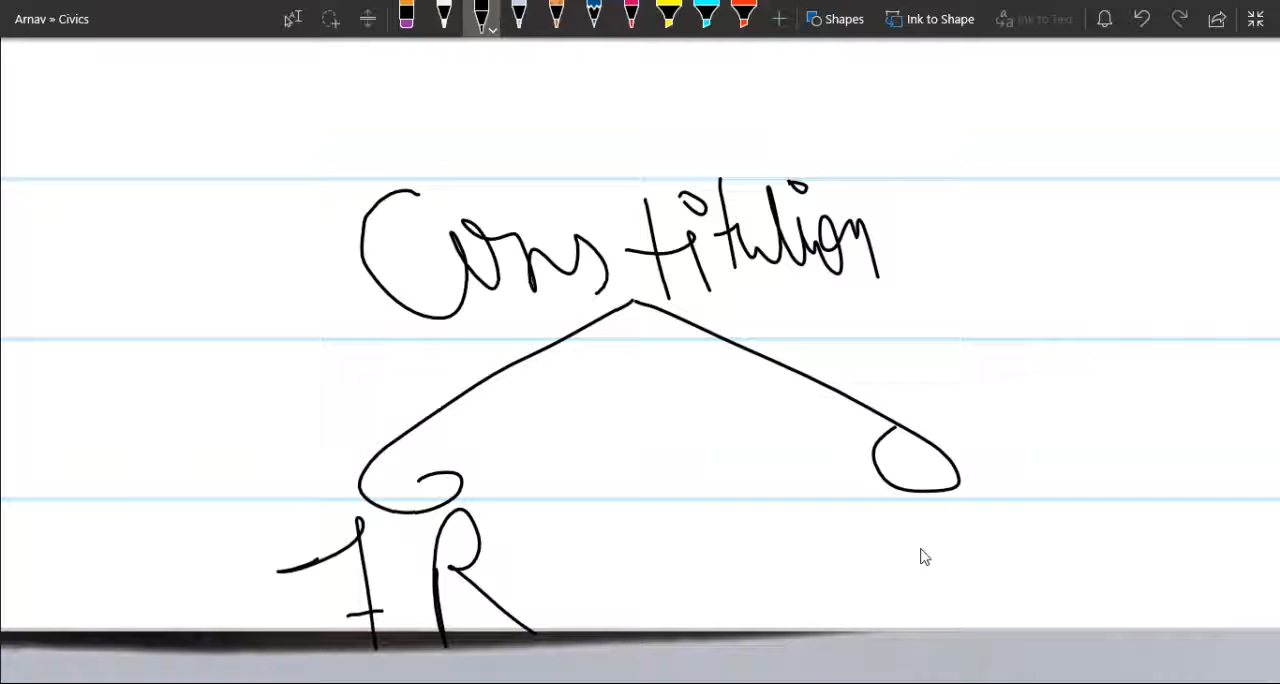 Arnav » Civics
Shapes
Ink to Shape
Ink to Text
Constitution
FR